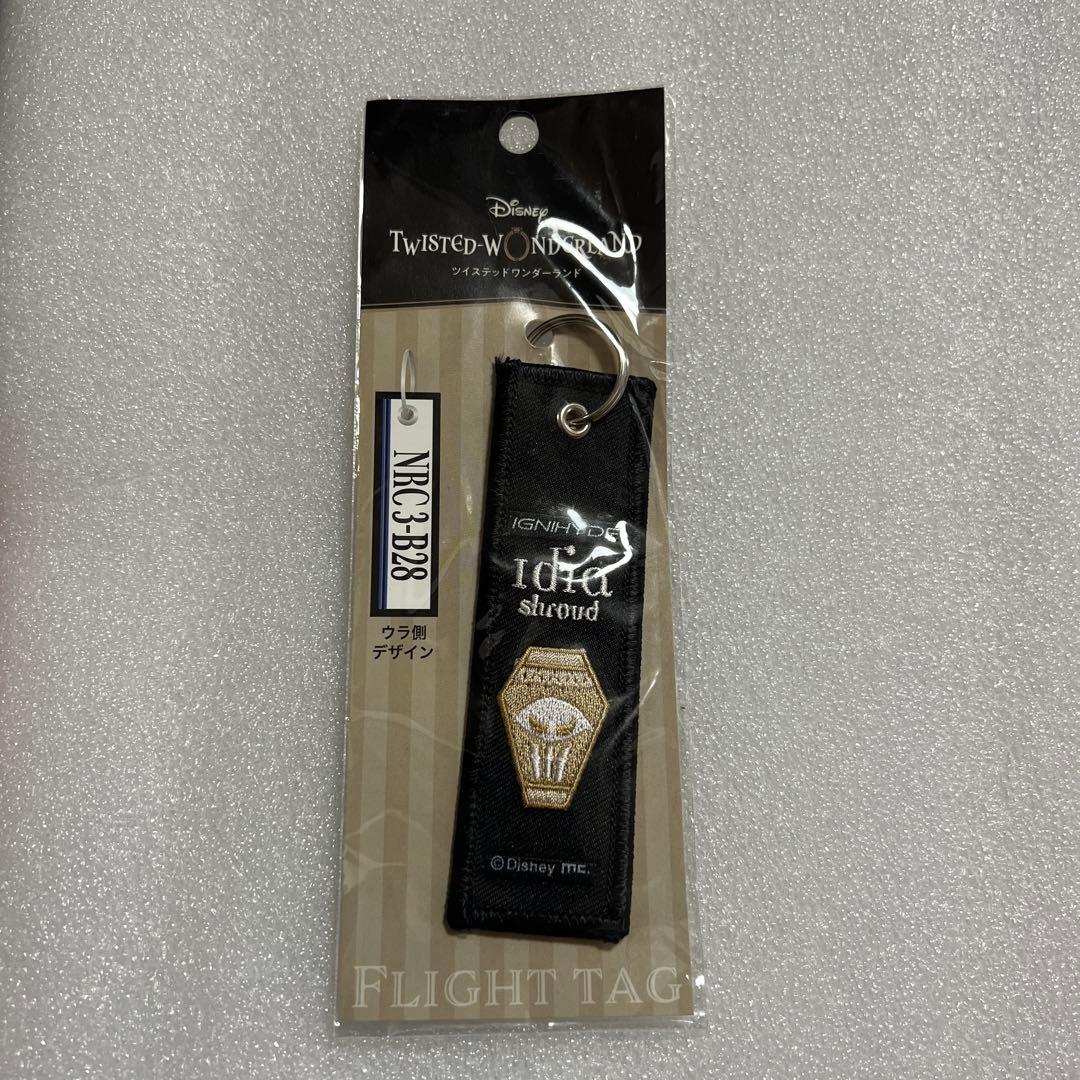 Disney
TWISTED-WONDERLAND
ツイステッドワンダーランド
NRC3-B28
ウラ側
デザイン
IGNIHYDE
idia
shroud
©Disney
FLIGHT TAG